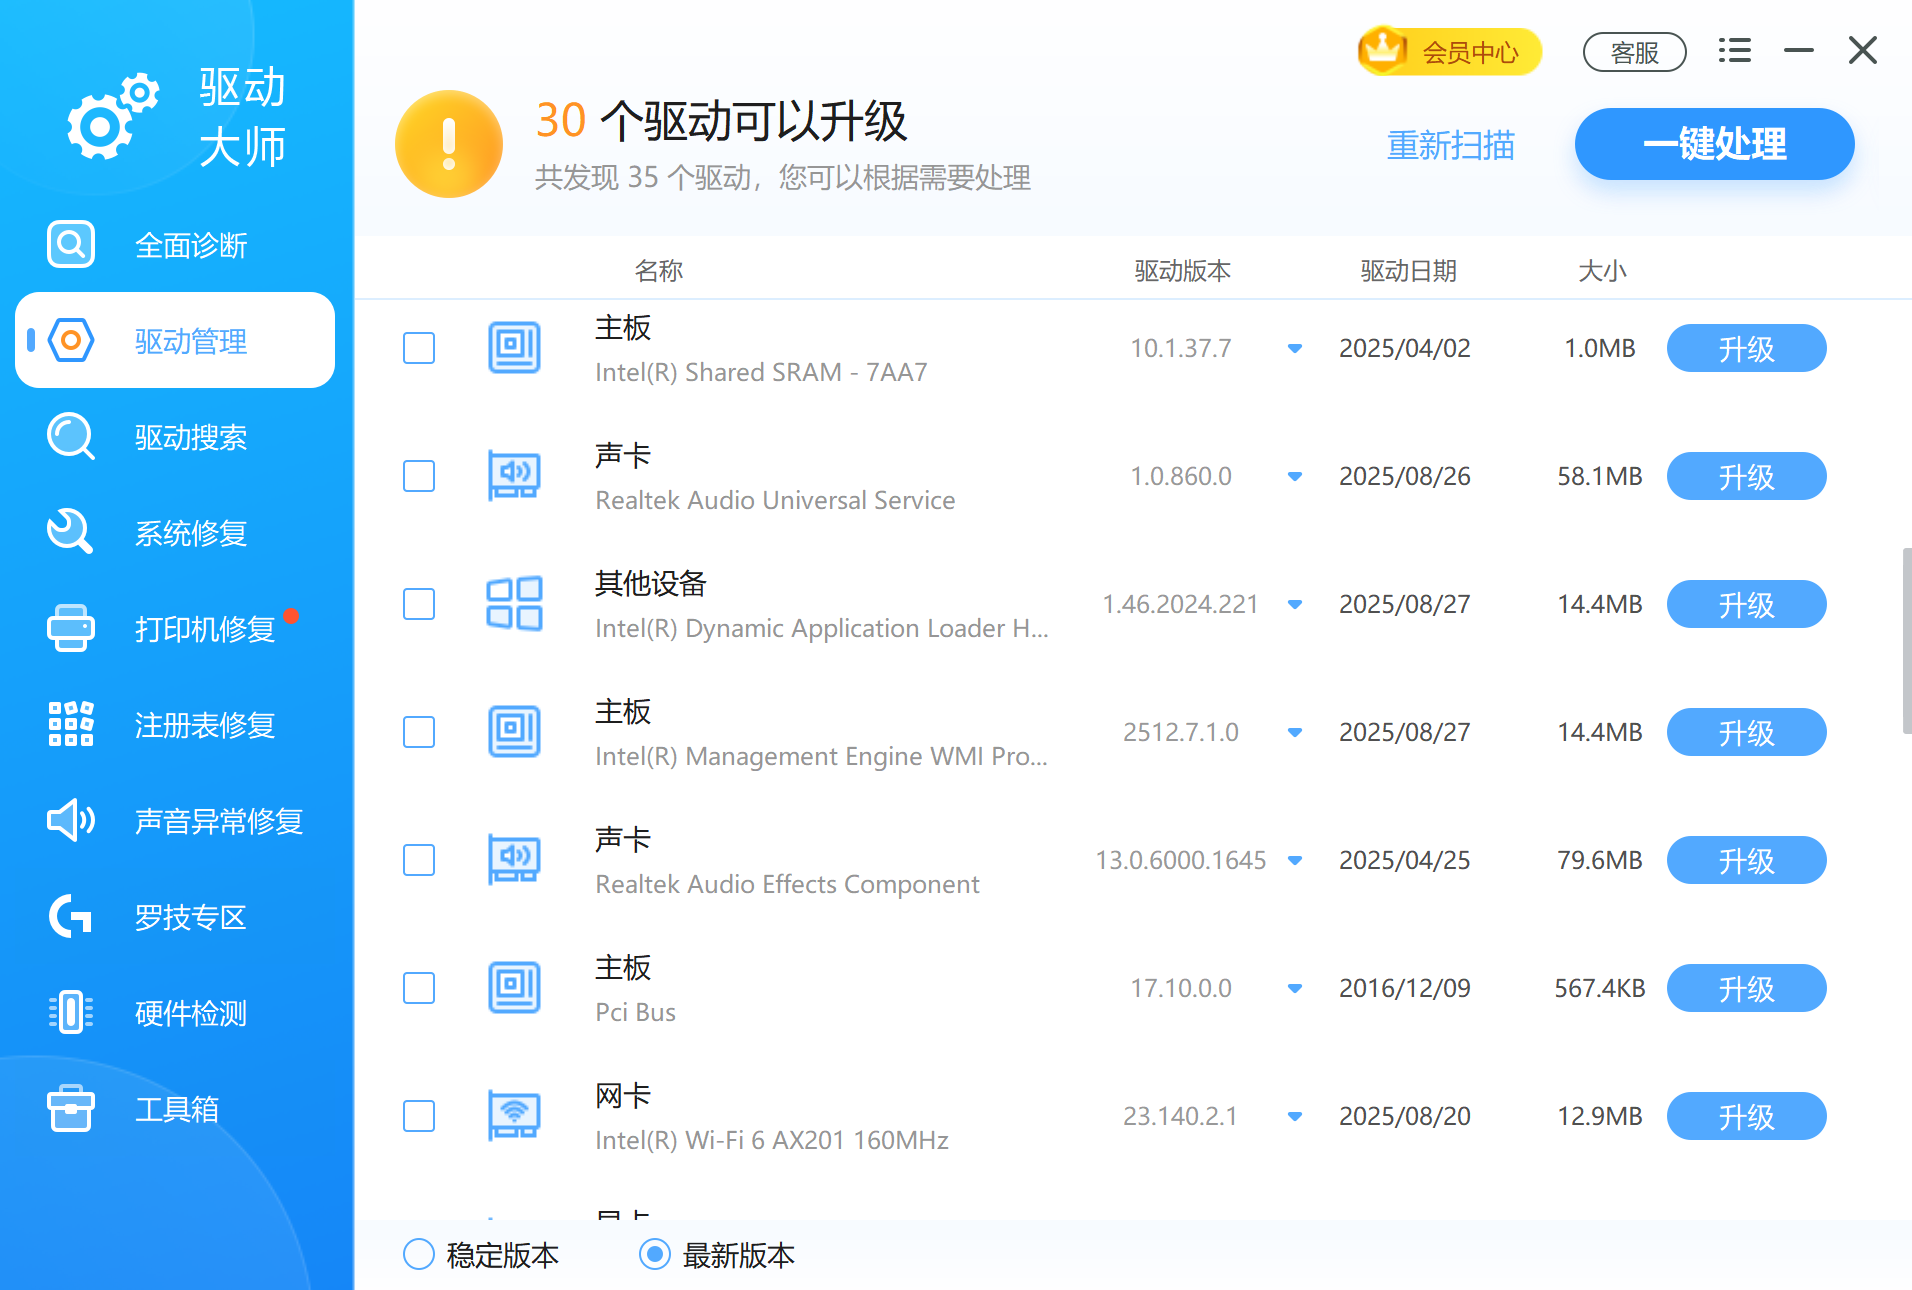 驱动
大师
全面诊断
驱动管理
驱动搜索
系统修复
打印机修复
注册表修复
声音异常修复
罗技专区
硬件检测
工具箱
会员中心
客服
30 个驱动可以升级
共发现 35 个驱动，您可以根据需要处理
重新扫描
一键处理
名称 驱动版本 驱动日期 大小
主板
Intel(R) Shared SRAM - 7AA7
10.1.37.7 2025/04/02 1.0MB 升级
声卡
Realtek Audio Universal Service
1.0.860.0 2025/08/26 58.1MB 升级
其他设备
Intel(R) Dynamic Application Loader H...
1.46.2024.221 2025/08/27 14.4MB 升级
主板
Intel(R) Management Engine WMI Pro...
2512.7.1.0 2025/08/27 14.4MB 升级
声卡
Realtek Audio Effects Component
13.0.6000.1645 2025/04/25 79.6MB 升级
主板
Pci Bus
17.10.0.0 2016/12/09 567.4KB 升级
网卡
Intel(R) Wi-Fi 6 AX201 160MHz
23.140.2.1 2025/08/20 12.9MB 升级
稳定版本 最新版本